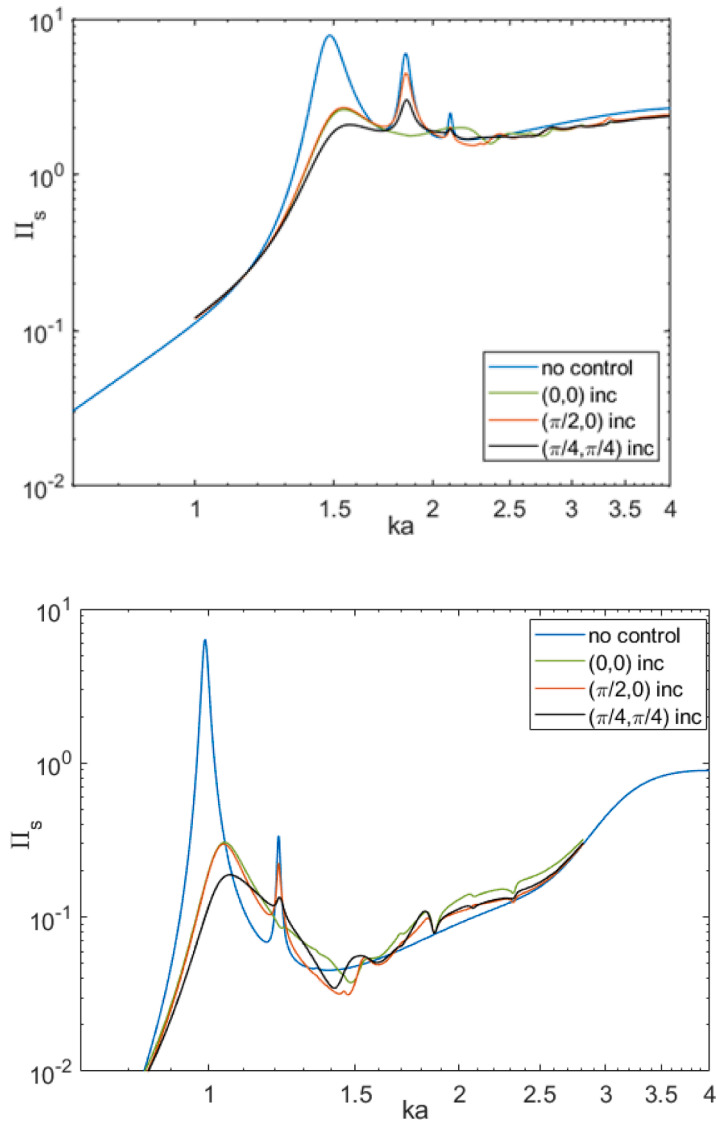 10^1
10^0
Π_s
10^-1
no control
(0,0) inc
(π/2,0) inc
(π/4,π/4) inc
10^-2
1 1.5 2 2.5 3 3.5 4
ka
10^1
no control
(0,0) inc
(π/2,0) inc
(π/4,π/4) inc
10^0
Π_s
10^-1
10^-2
1 1.5 2 2.5 3 3.5 4
ka